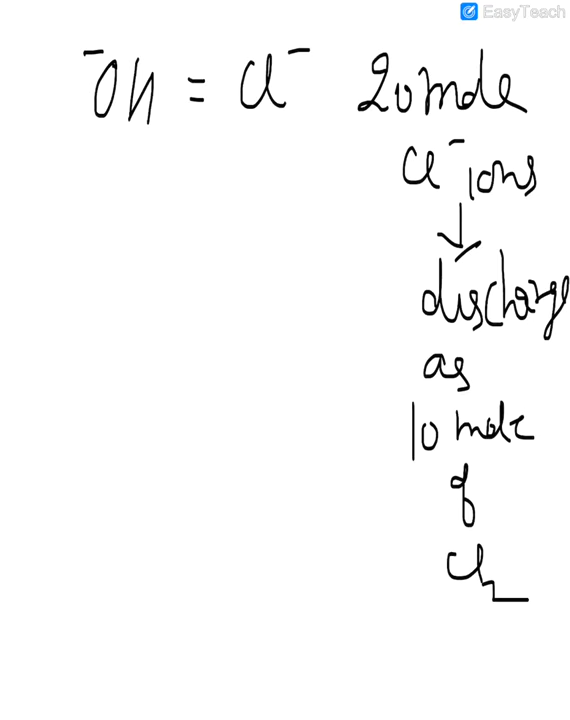 EasyTeach
⁻OH = Cl⁻ 20 mole
Cl⁻ ions
↓
discharge
as
10 mole
of
Cl₂